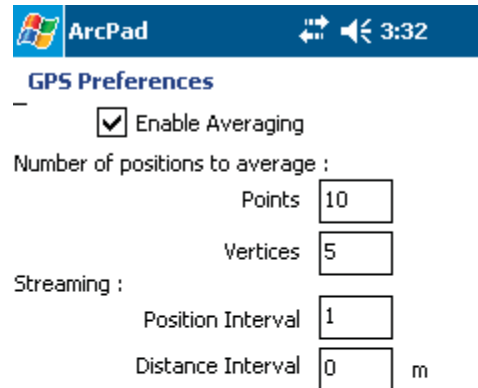 ArcPad 3:32
GPS Preferences
Enable Averaging
Number of positions to average :
Points 10
Vertices 5
Streaming :
Position Interval 1
Distance Interval 0 m